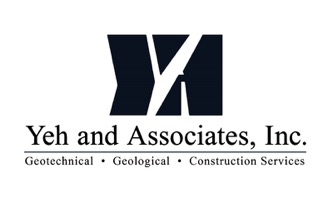 Yeh and Associates, Inc.
Geotechnical • Geological • Construction Services